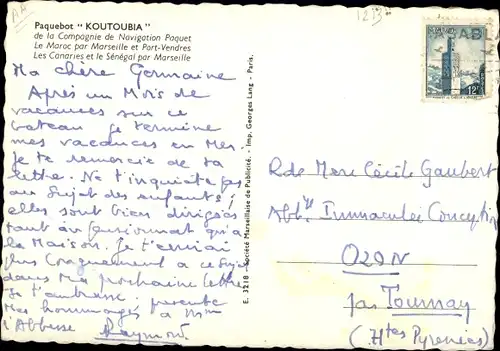 Paquebot "KOUTOUBIA"
de la Compagnie de Navigation Paquet
Le Maroc par Marseille et Port-Vendres
Les Canaries et le Sénégal par Marseille
Ma chère Germaine
Après un Mois de
vacances sur ce
bateau je termine
mes vacances en Mer.
Je te remercie de ta
lettre. Ne t'inquiète pas
au sujet des enfants ;
elles sont bien dirigées
tant au pensionnat qu'à
la Maison. Je t'écrirai
plus longuement a ce sujet
dans Ma prochaine lettre
Je t'embrasse. présente
Mes hommages à Mme
l'Abbesse Raymond
E. 3218 - Société Marseillaise de Publicité. - Imp. Georges Lang - Paris.
12F
Rde Mère Cécile Gaubert
Abbye Immaculée Conception
OZON
par Tournay
(Htes Pyrénées)